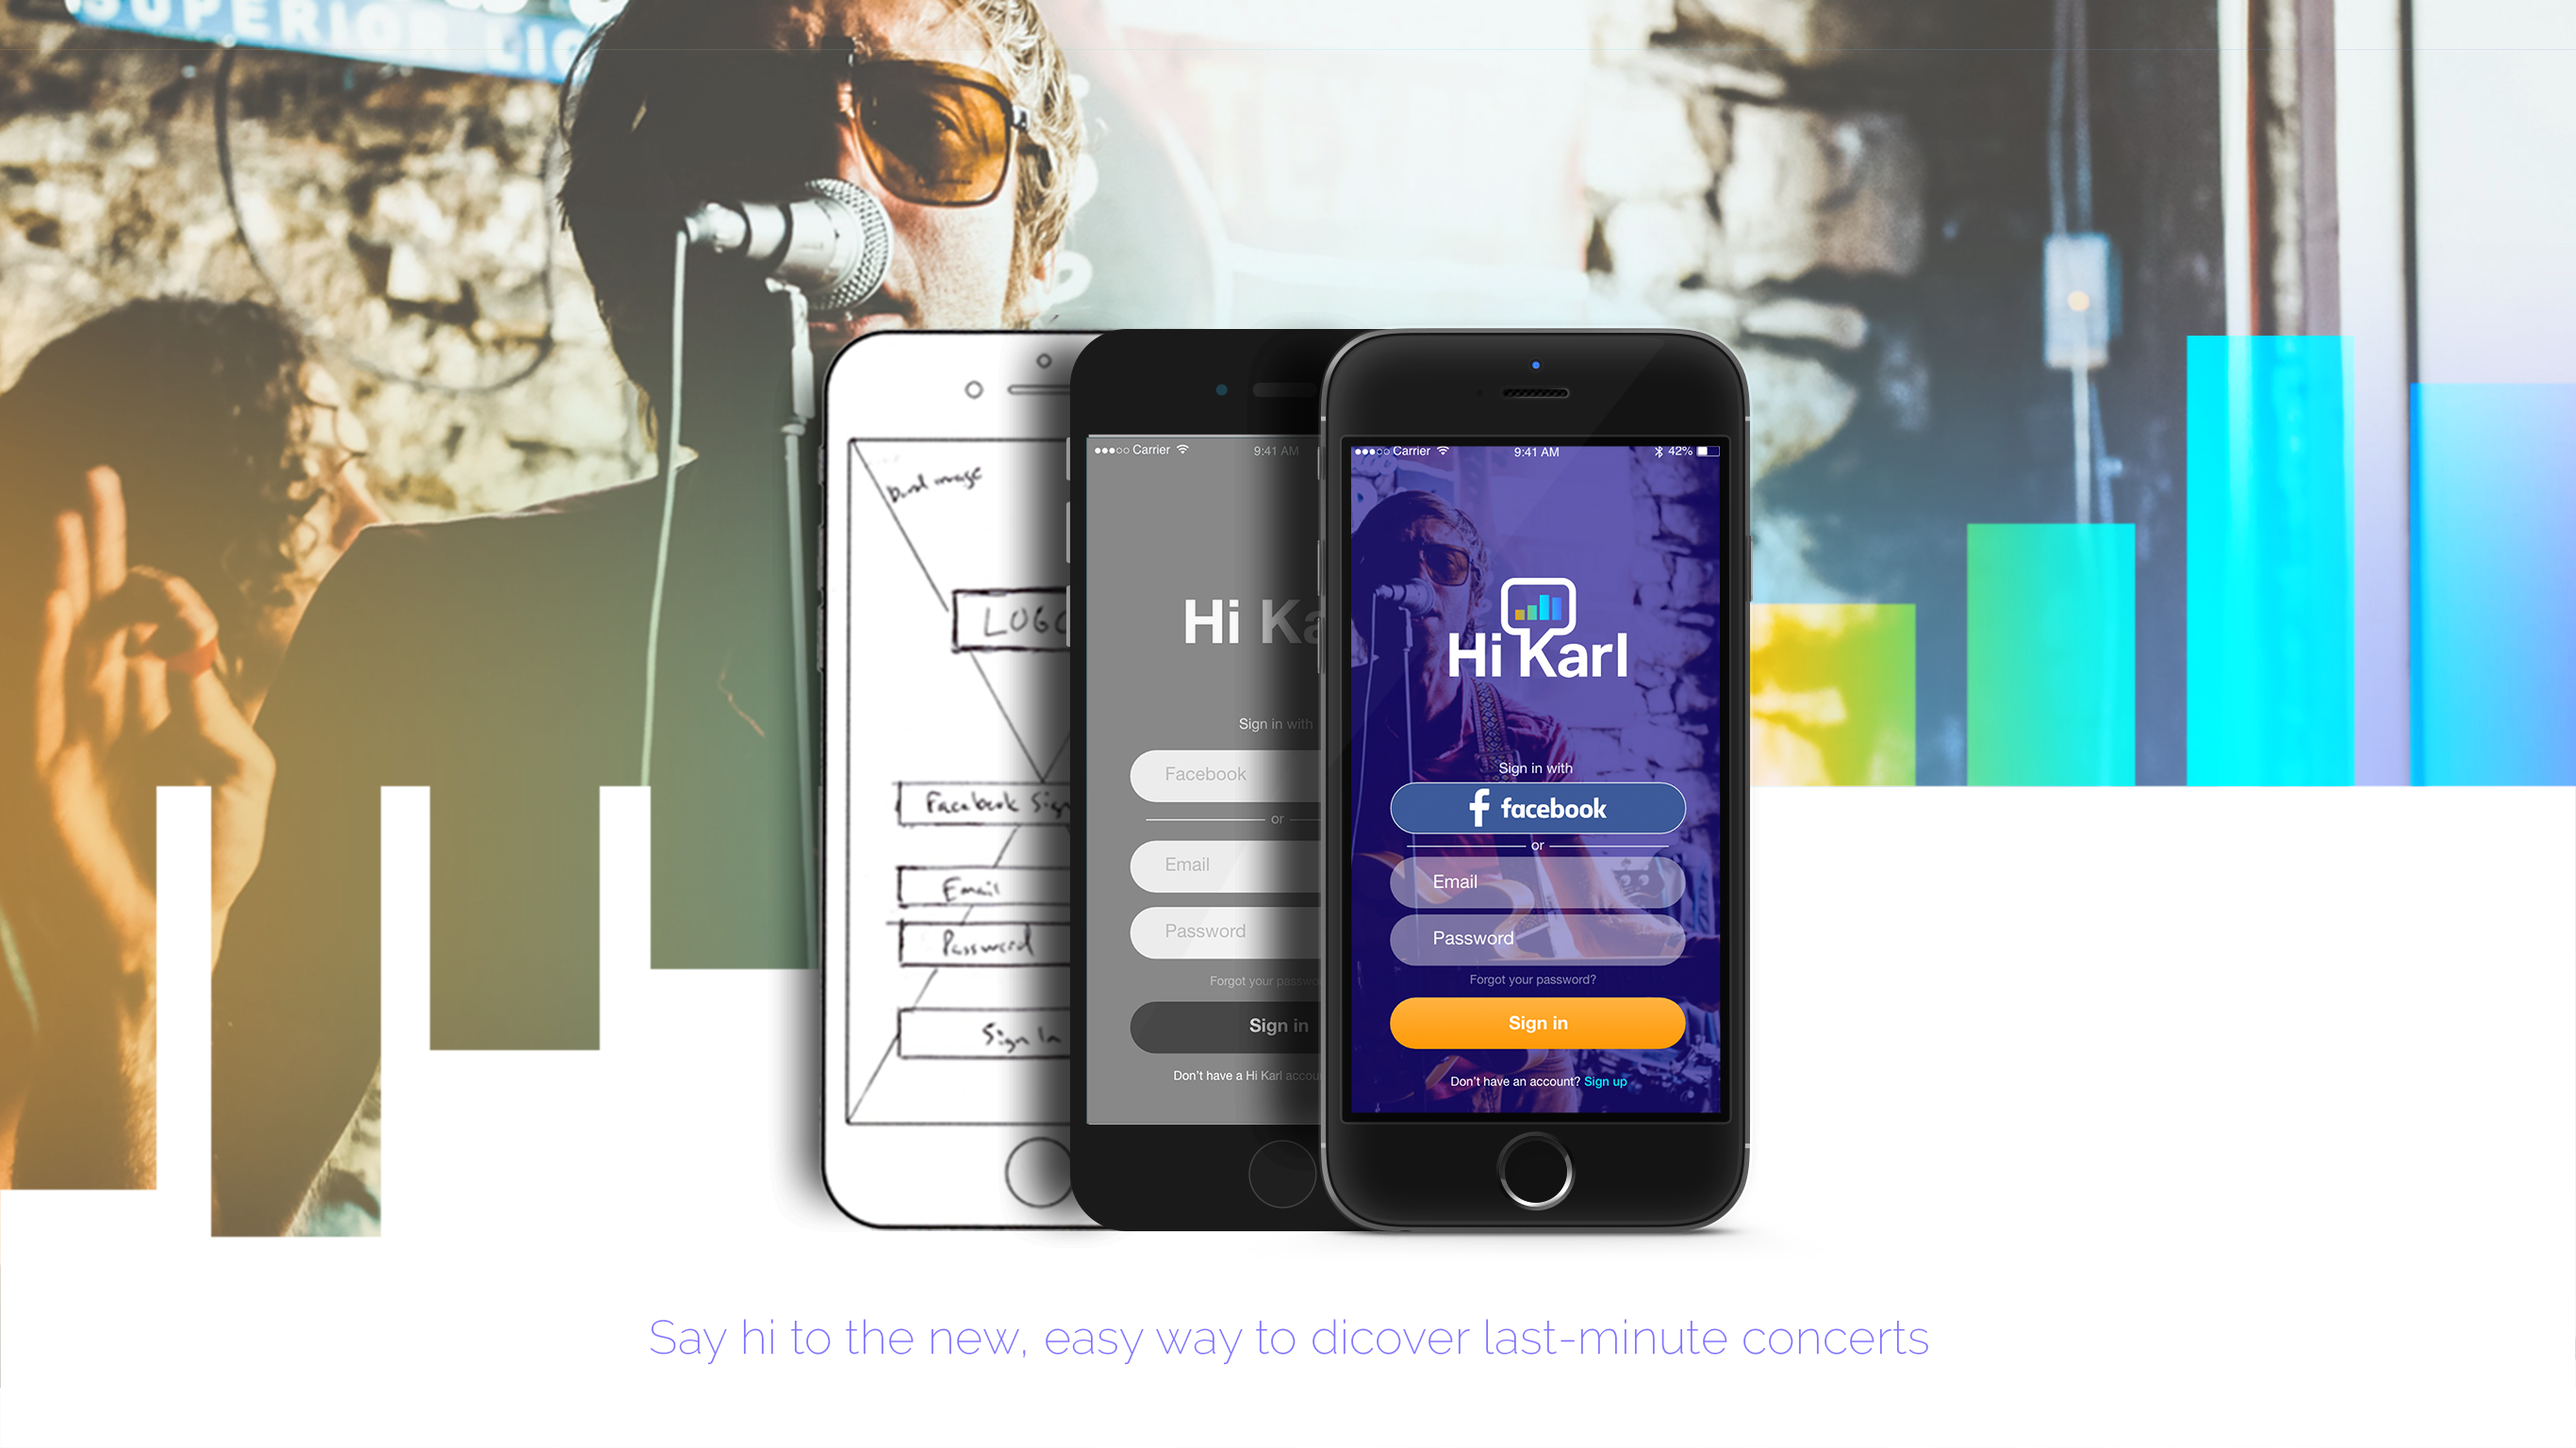 SUPERIOR LIQ
Band image
LOGO
Facebook Sign
Email
Password
Sign In
Carrier 9:41 AM
Hi Ka
Sign in with
Facebook
or
Email
Password
Forgot your passwo
Sign in
Don't have a Hi Karl accou
Carrier 9:41 AM 42%
Hi Karl
Sign in with
facebook
or
Email
Password
Forgot your password?
Sign in
Don't have an account? Sign up
Say hi to the new, easy way to dicover last-minute concerts